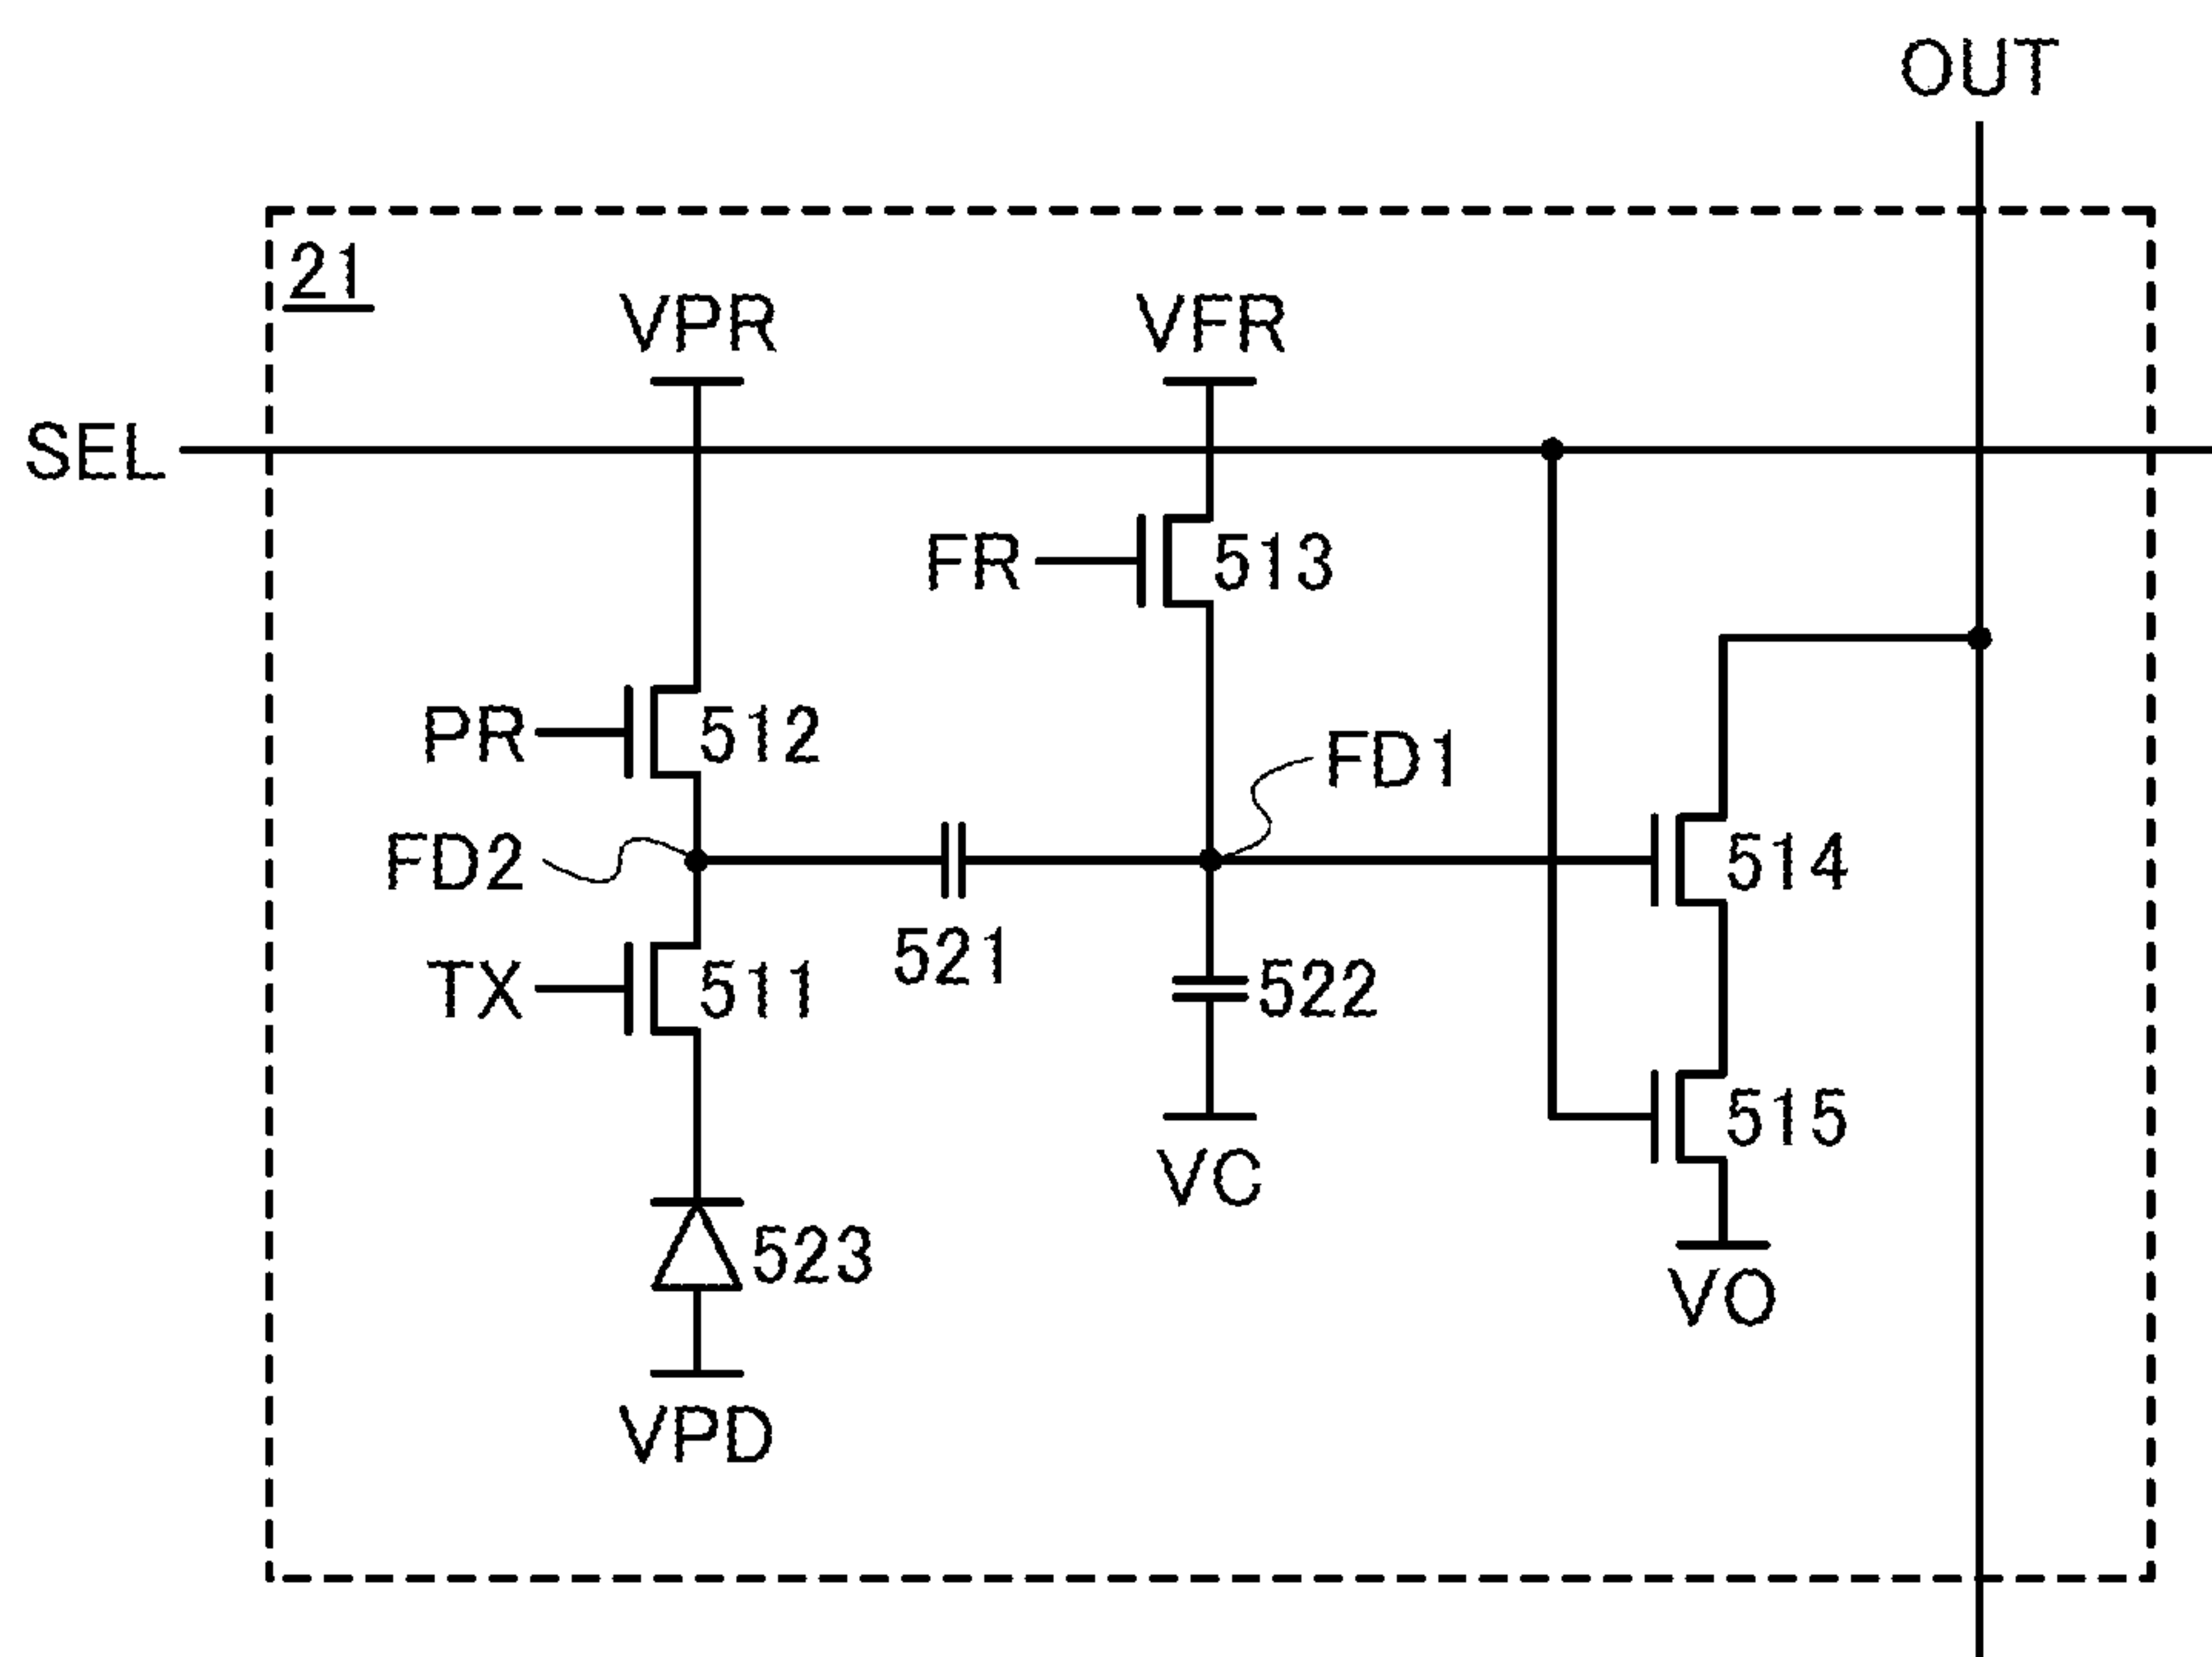 OUT
21
VPR
VFR
SEL
FR
513
PR
512
FD1
FD2
514
521
TX
511
522
515
VC
523
VO
VPD